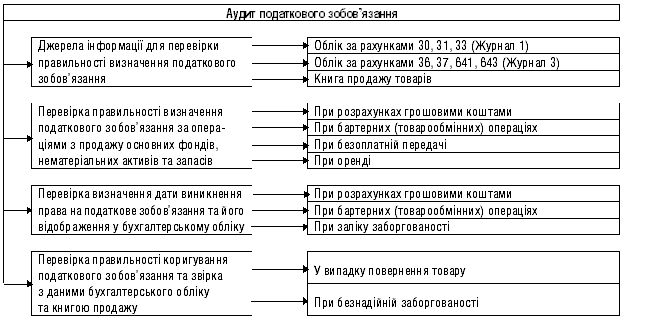 Аудит податкового зобов'язання
Джерела інформації для перевірки
правильності визначення податкового
зобов'язання
Облік за рахунками 30, 31, 33 (Журнал 1)
Облік за рахунками 36, 37, 641, 643 (Журнал 3)
Книга продажу товарів
Перевірка правильності визначення
податкового зобов'язання за опера-
ціями з продажу основних фондів,
нематеріальних активів та запасів
При розрахунках грошовими коштами
При бартерних (товарообмінних) операціях
При безоплатній передачі
При оренді
Перевірка визначення дати виникнення
права на податкове зобов'язання та його
відображення у бухгалтерському обліку
При розрахунках грошовими коштами
При бартерних (товарообмінних) операціях
При заліку заборгованості
Перевірка правильності коригування
податкового зобов'язання та звірка
з даними бухгалтерського обліку
та книгою продажу
У випадку повернення товару
При безнадійній заборгованості